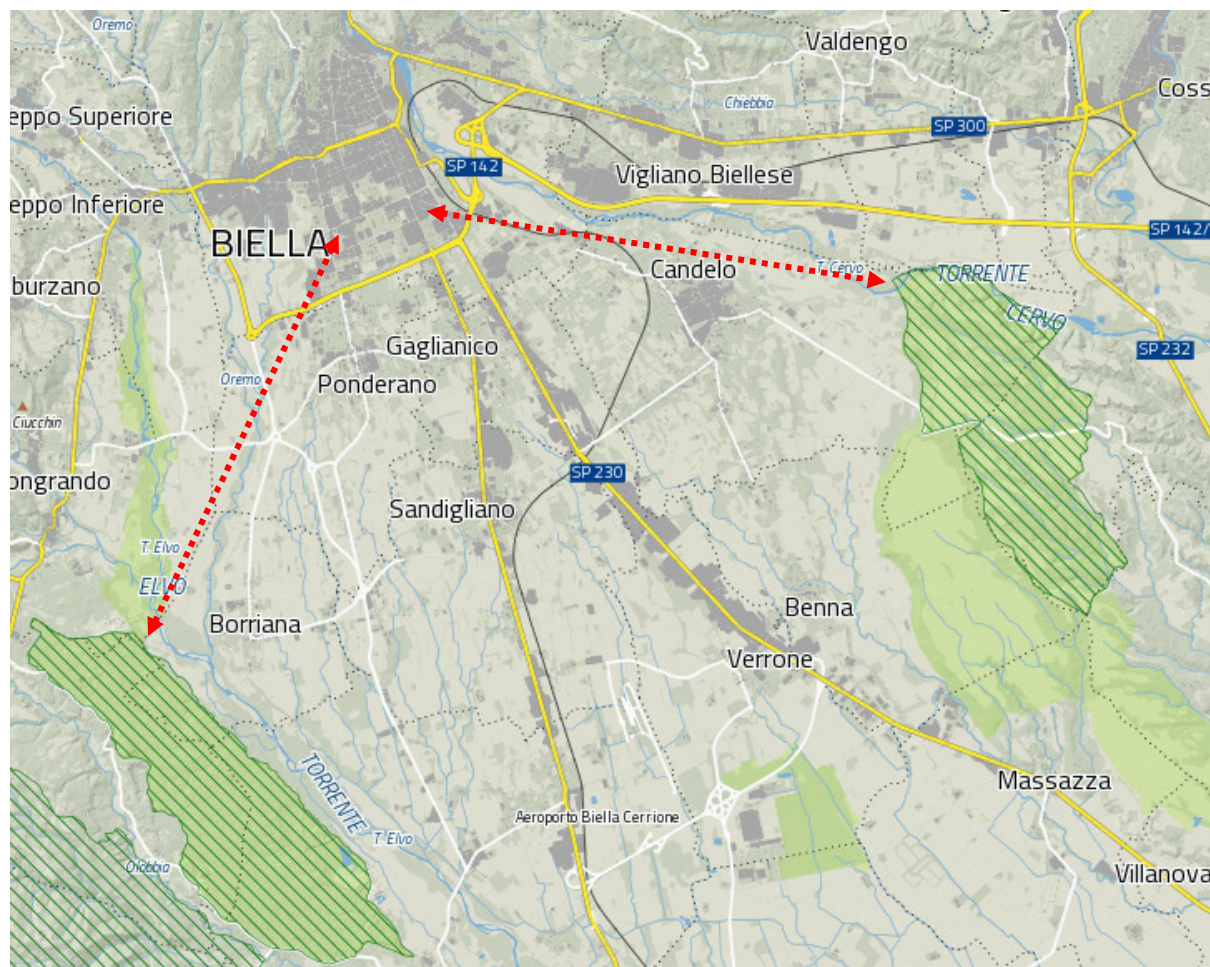 Oremo
Valdengo
Coss
Chiebbia
eppo Superiore
SP 300
SP 142
Vigliano Biellese
eppo Inferiore
SP 142/
BIELLA
Candelo
T. Cervo
TORRENTE
burzano
CERVO
Gaglianico
SP 232
Oremo
Ponderano
Ciucchin
ongrando
SP 230
Sandigliano
T. Elvo
ELVO
Benna
Borriana
Verrone
TORRENTE
Massazza
Aeroporto Biella Cerrione
T. Elvo
Olobbia
Villanova